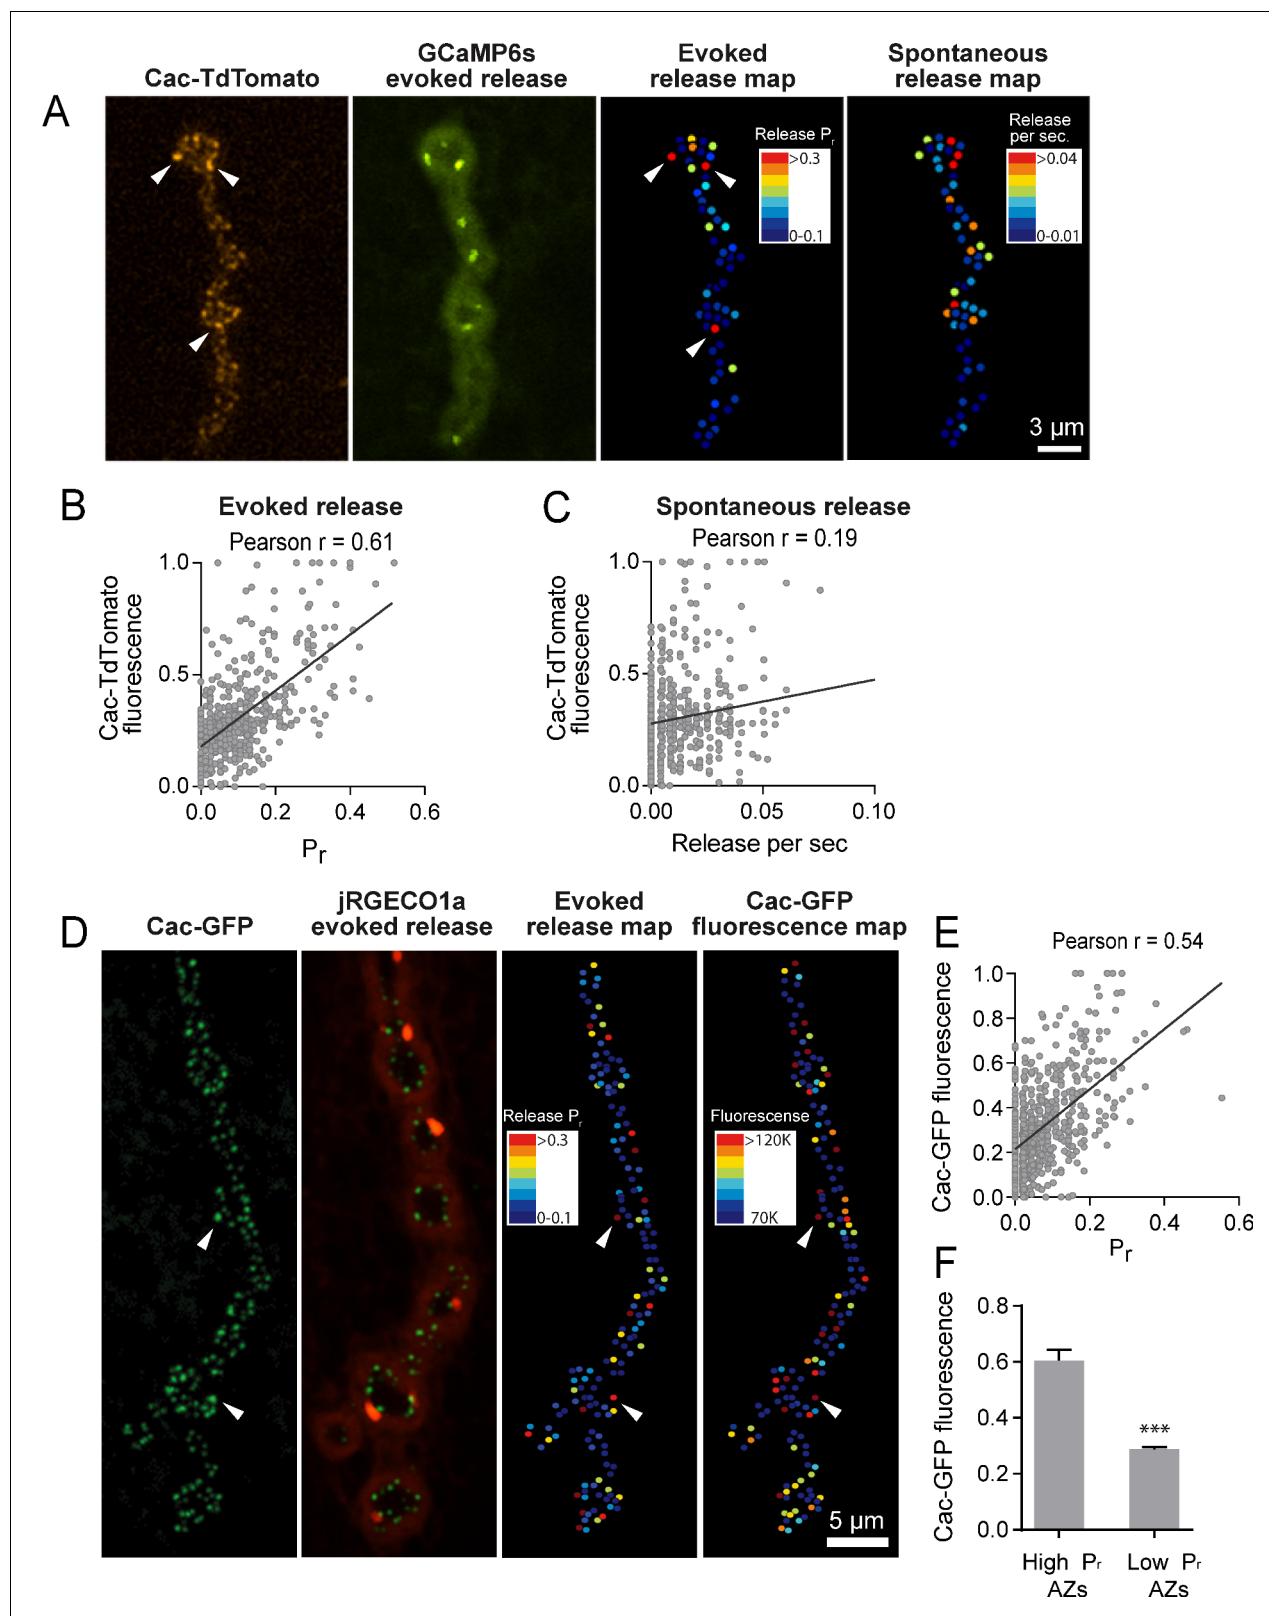 A
Cac-TdTomato
GCaMP6s
evoked release
Evoked
release map
Spontaneous
release map
Release Pr
>0.3
0-0.1
Release
per sec.
>0.04
0-0.01
3 µm
B
Evoked release
Pearson r = 0.61
Cac-TdTomato
fluorescence
1.0
0.5
0.0
0.0
0.2
0.4
0.6
Pr
C
Spontaneous release
Pearson r = 0.19
Cac-TdTomato
fluorescence
1.0
0.5
0.0
0.00
0.05
0.10
Release per sec
D
Cac-GFP
jRGECO1a
evoked release
Evoked
release map
Cac-GFP
fluorescence map
Release Pr
>0.3
0-0.1
Fluorescense
>120K
70K
5 µm
E
Pearson r = 0.54
Cac-GFP fluorescence
1.0
0.8
0.6
0.4
0.2
0.0
0.0
0.2
0.4
0.6
Pr
F
Cac-GFP fluorescence
0.8
0.6
0.4
0.2
0.0
***
High Pr
AZs
Low Pr
AZs